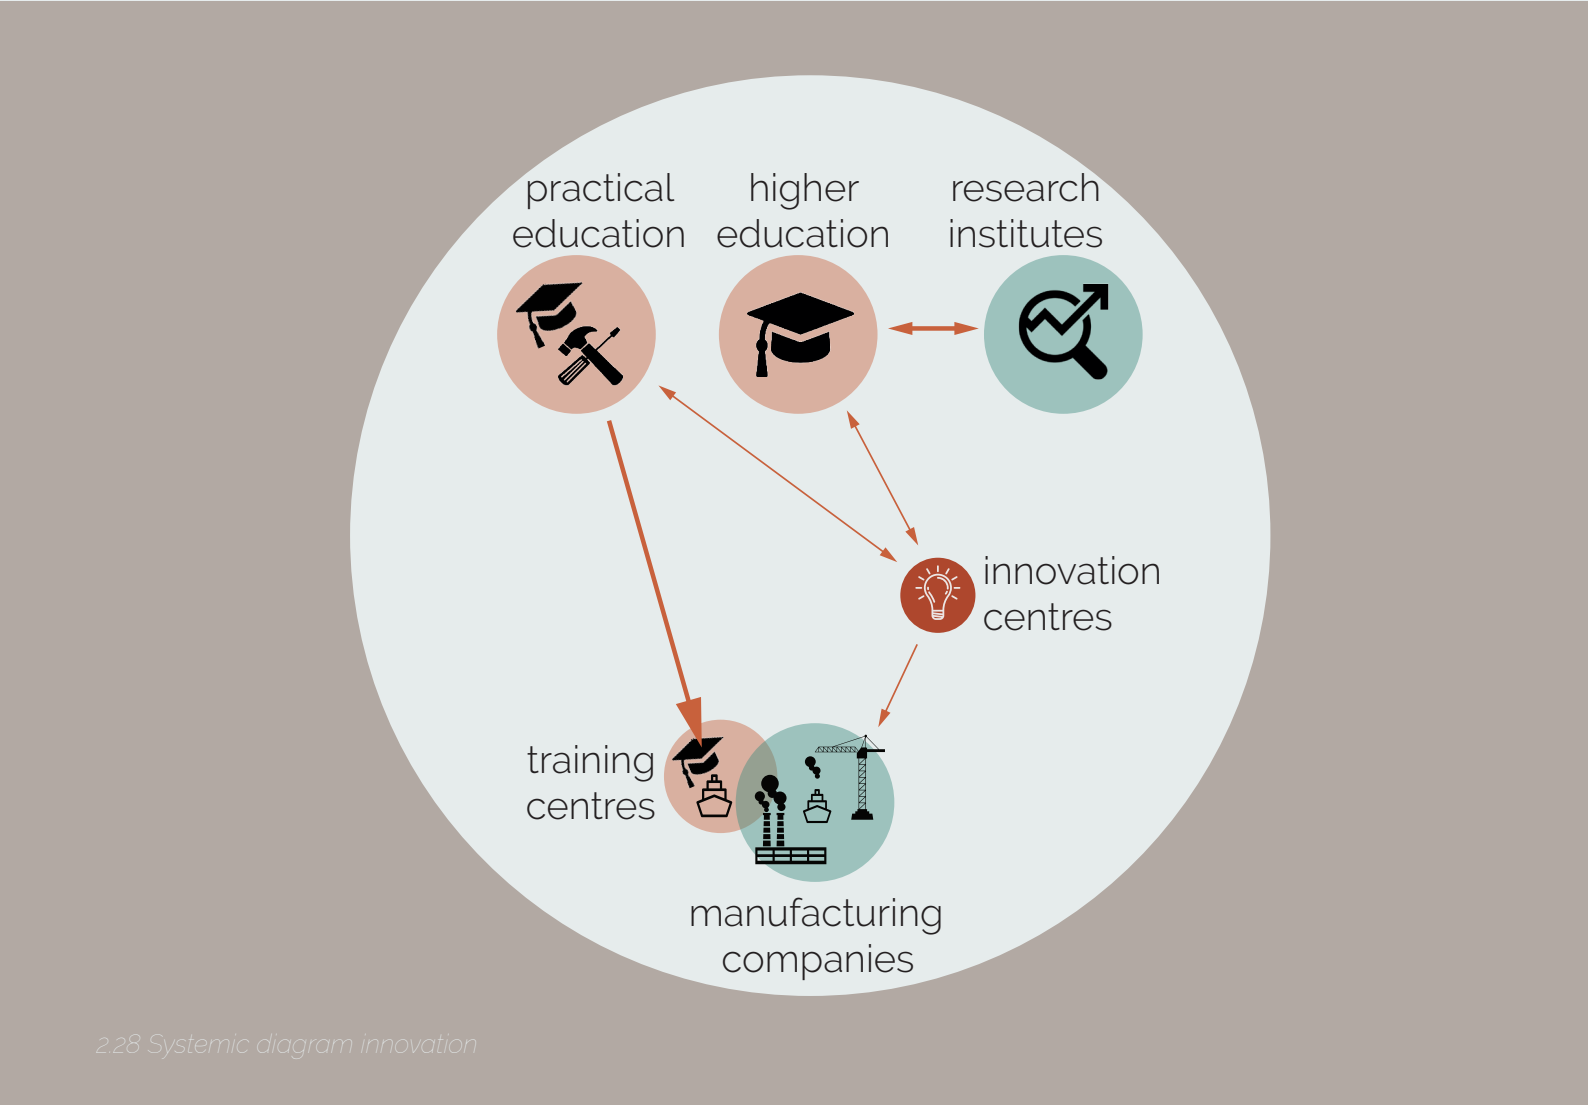 practical
education
higher
education
research
institutes
innovation
centres
training
centres
manufacturing
companies
2.28 Systemic diagram innovation